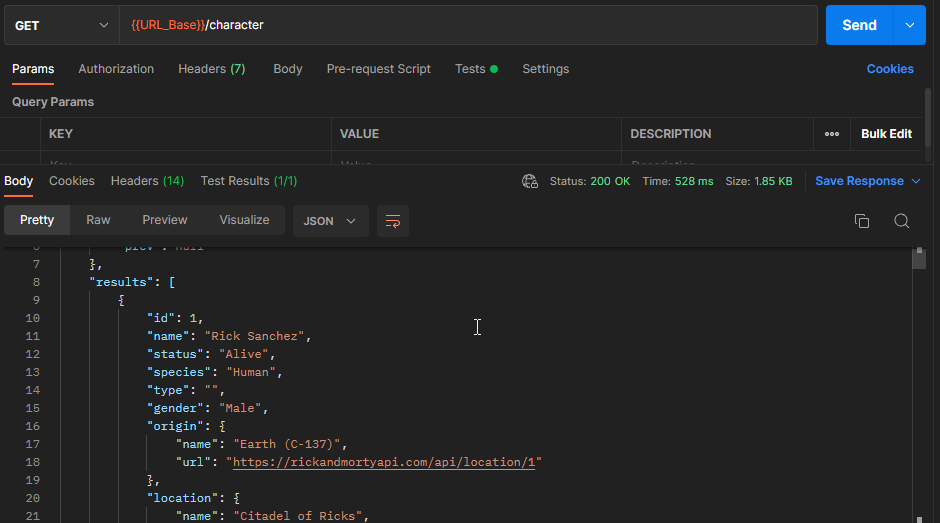 GET {{URL_Base}}/character Send
Params Authorization Headers (7) Body Pre-request Script Tests Settings Cookies
Query Params
KEY VALUE DESCRIPTION Bulk Edit
Key Value Description
Body Cookies Headers (14) Test Results (1/1) Status: 200 OK Time: 528 ms Size: 1.85 KB Save Response
Pretty Raw Preview Visualize JSON
6 "prev": null
7 },
8 "results": [
9 {
10 "id": 1,
11 "name": "Rick Sanchez",
12 "status": "Alive",
13 "species": "Human",
14 "type": "",
15 "gender": "Male",
16 "origin": {
17 "name": "Earth (C-137)",
18 "url": "https://rickandmortyapi.com/api/location/1"
19 },
20 "location": {
21 "name": "Citadel of Ricks",